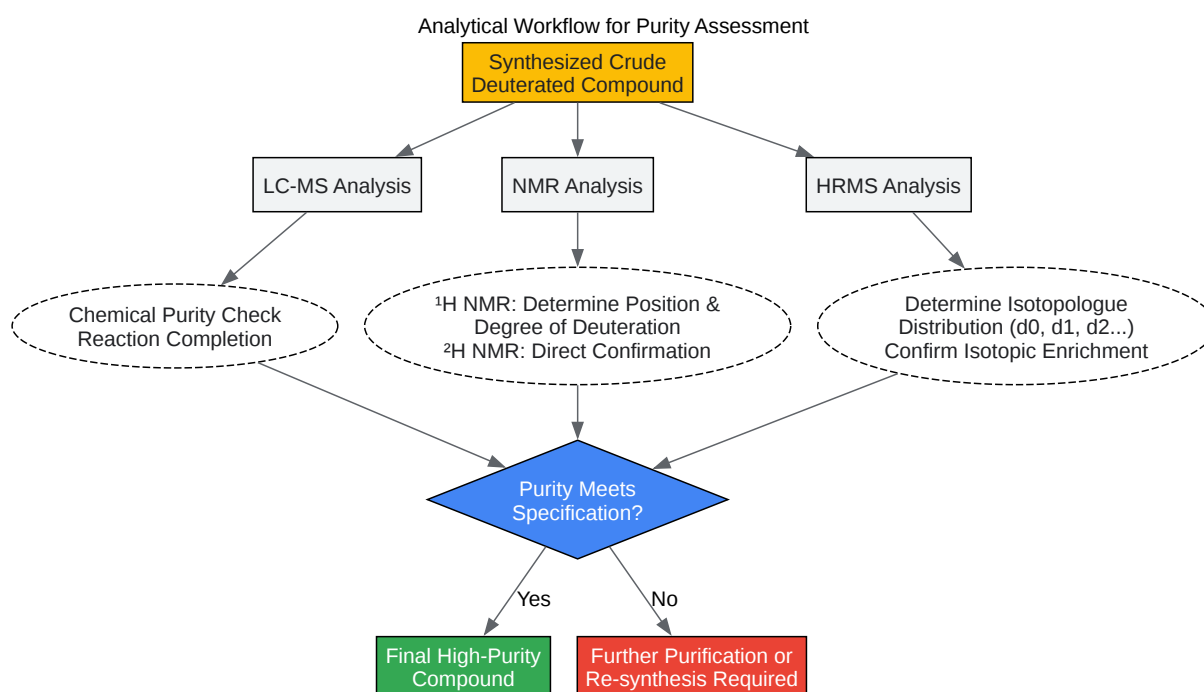 Analytical Workflow for Purity Assessment
Synthesized Crude
Deuterated Compound
LC-MS Analysis
NMR Analysis
HRMS Analysis
Chemical Purity Check
Reaction Completion
¹H NMR: Determine Position &
Degree of Deuteration
²H NMR: Direct Confirmation
Determine Isotopologue
Distribution (d0, d1, d2...)
Confirm Isotopic Enrichment
Purity Meets
Specification?
Yes
No
Final High-Purity
Compound
Further Purification or
Re-synthesis Required